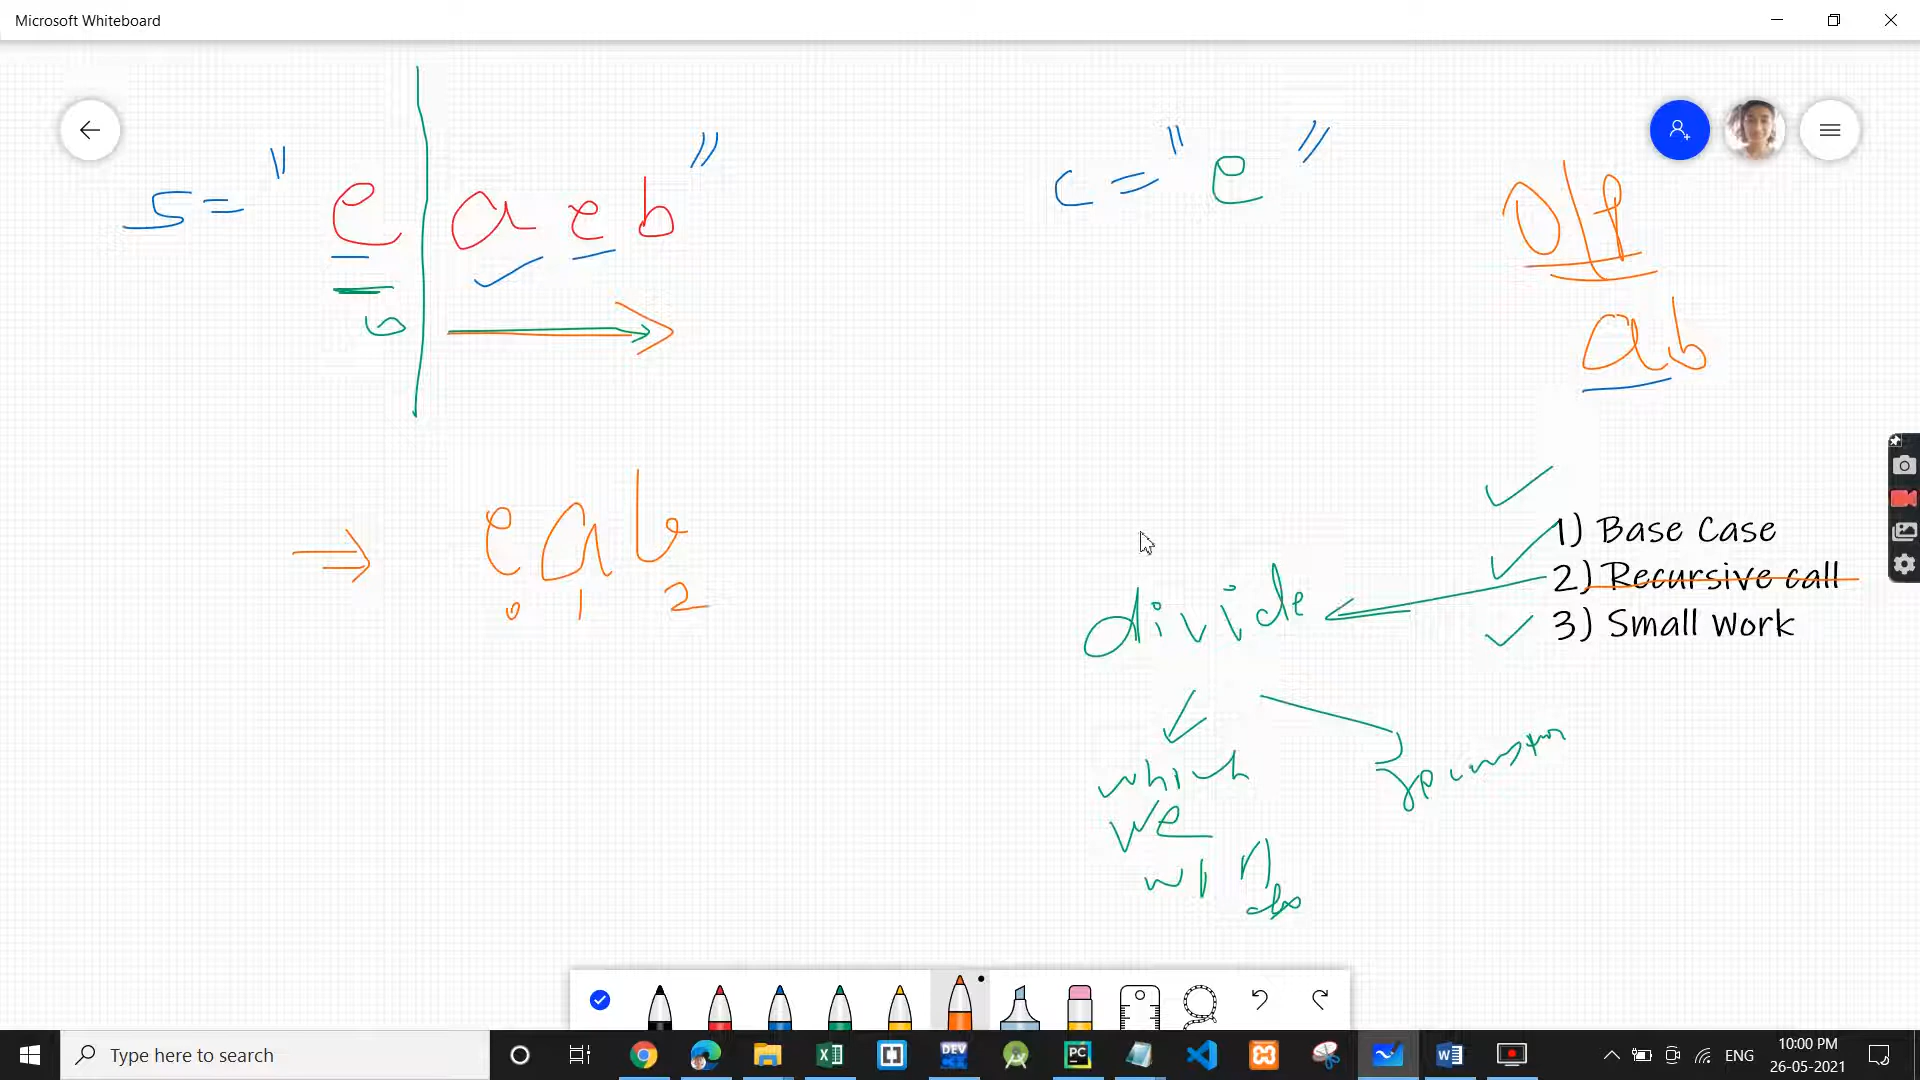 Microsoft Whiteboard
S = " e a e b "
c = " e "
O/p
ab
⇒ e a b
0 1 2
1) Base Case
2) Recursive call
3) Small Work
divide
which
we
Type here to search
ENG
10:00 PM
26-05-2021